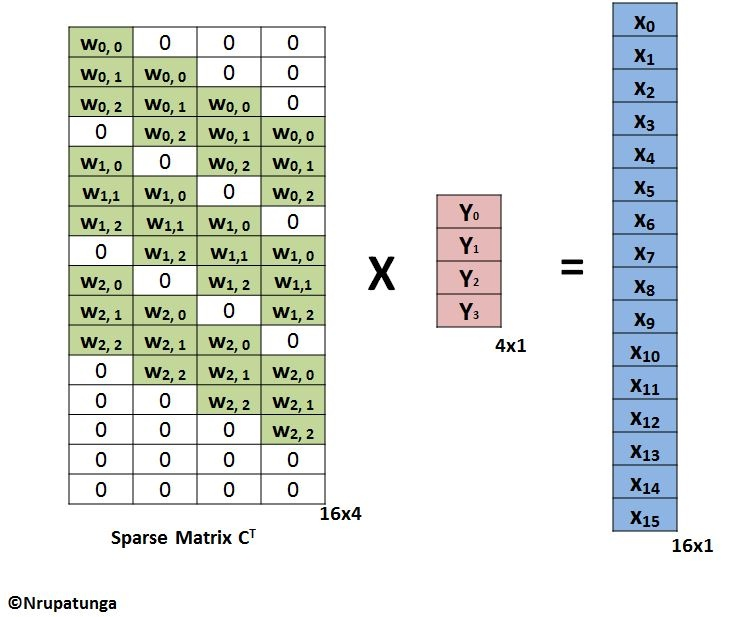 w0, 0 0 0 0
w0, 1 w0, 0 0 0
w0, 2 w0, 1 w0, 0 0
0 w0, 2 w0, 1 w0, 0
w1, 0 0 w0, 2 w0, 1
w1,1 w1, 0 0 w0, 2
w1, 2 w1,1 w1, 0 0
0 w1, 2 w1,1 w1, 0
w2, 0 0 w1, 2 w1,1
w2, 1 w2, 0 0 w1, 2
w2, 2 w2, 1 w2, 0 0
0 w2, 2 w2, 1 w2, 0
0 0 w2, 2 w2, 1
0 0 0 w2, 2
0 0 0 0
0 0 0 0
16x4
Sparse Matrix CT
X
Y0
Y1
Y2
Y3
4x1
=
x0
x1
x2
x3
x4
x5
x6
x7
x8
x9
x10
x11
x12
x13
x14
x15
16x1
©Nrupatunga